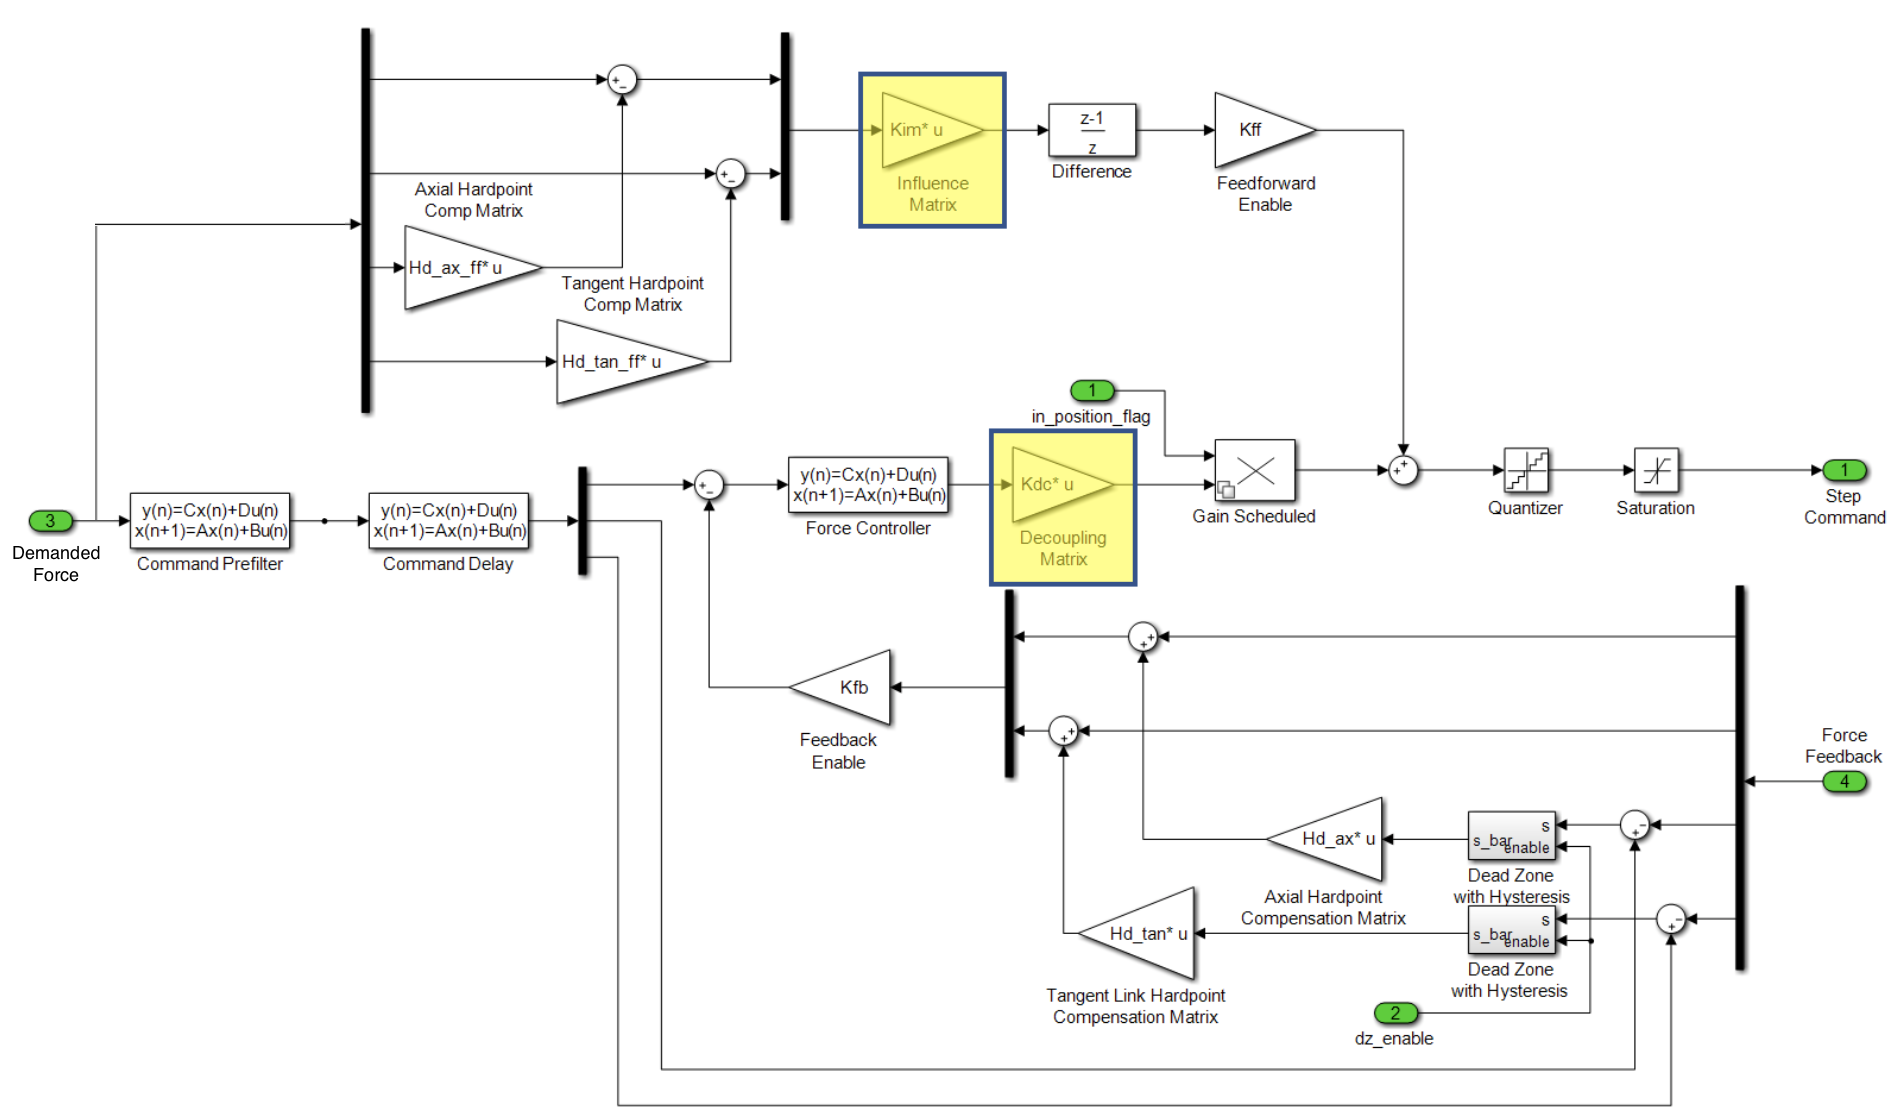 +
−
Kim* u
Influence
Matrix
z-1
z
Difference
Kff
Feedforward
Enable
+
−
Axial Hardpoint
Comp Matrix
Hd_ax_ff* u
Tangent Hardpoint
Comp Matrix
Hd_tan_ff* u
1
in_position_flag
3
Demanded
Force
y(n)=Cx(n)+Du(n)
x(n+1)=Ax(n)+Bu(n)
Command Prefilter
y(n)=Cx(n)+Du(n)
x(n+1)=Ax(n)+Bu(n)
Command Delay
+
−
y(n)=Cx(n)+Du(n)
x(n+1)=Ax(n)+Bu(n)
Force Controller
Kdc* u
Decoupling
Matrix
Gain Scheduled
+
+
Quantizer
Saturation
1
Step
Command
+
+
Kfb
Feedback
Enable
+
+
Force
Feedback
4
Hd_ax* u
Axial Hardpoint
Compensation Matrix
s
s_bar
enable
Dead Zone
with Hysteresis
−
+
Hd_tan* u
Tangent Link Hardpoint
Compensation Matrix
s
s_bar
enable
Dead Zone
with Hysteresis
−
+
2
dz_enable